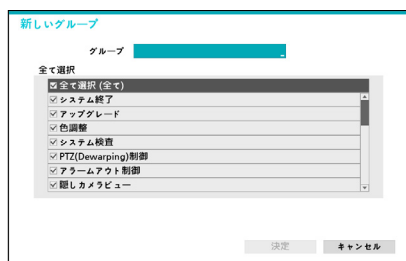 新しいグループ
グループ
全て選択
全て選択 (全て)
システム終了
アップグレード
色調整
システム検査
PTZ(Dewarping)制御
アラームアウト制御
隠しカメラビュー
決定 キャンセル